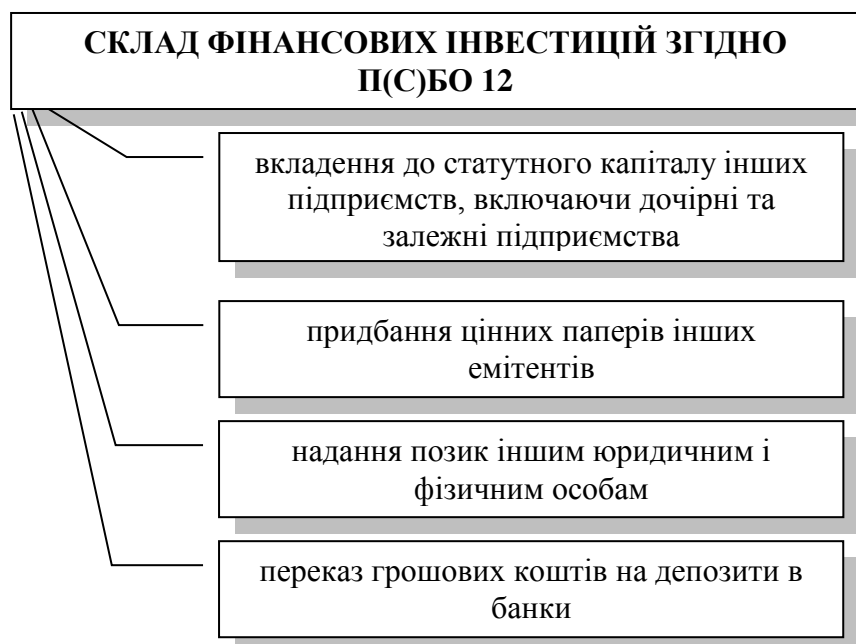 СКЛАД ФІНАНСОВИХ ІНВЕСТИЦІЙ ЗГІДНО
П(С)БО 12
вкладення до статутного капіталу інших
підприємств, включаючи дочірні та
залежні підприємства
придбання цінних паперів інших
емітентів
надання позик іншим юридичним і
фізичним особам
переказ грошових коштів на депозити в
банки